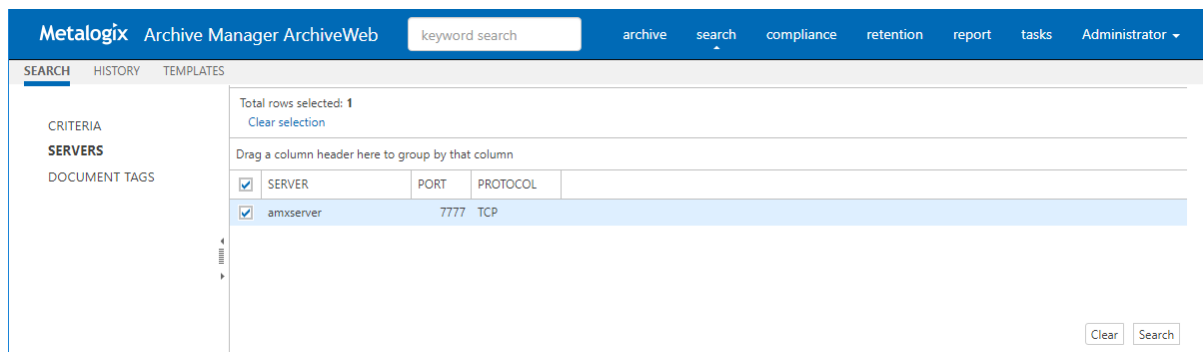 Metalogix Archive Manager ArchiveWeb keyword search archive search compliance retention report tasks Administrator
SEARCH HISTORY TEMPLATES
CRITERIA
SERVERS
DOCUMENT TAGS
Total rows selected: 1
Clear selection
Drag a column header here to group by that column
SERVER PORT PROTOCOL
amxserver 7777 TCP
Clear Search